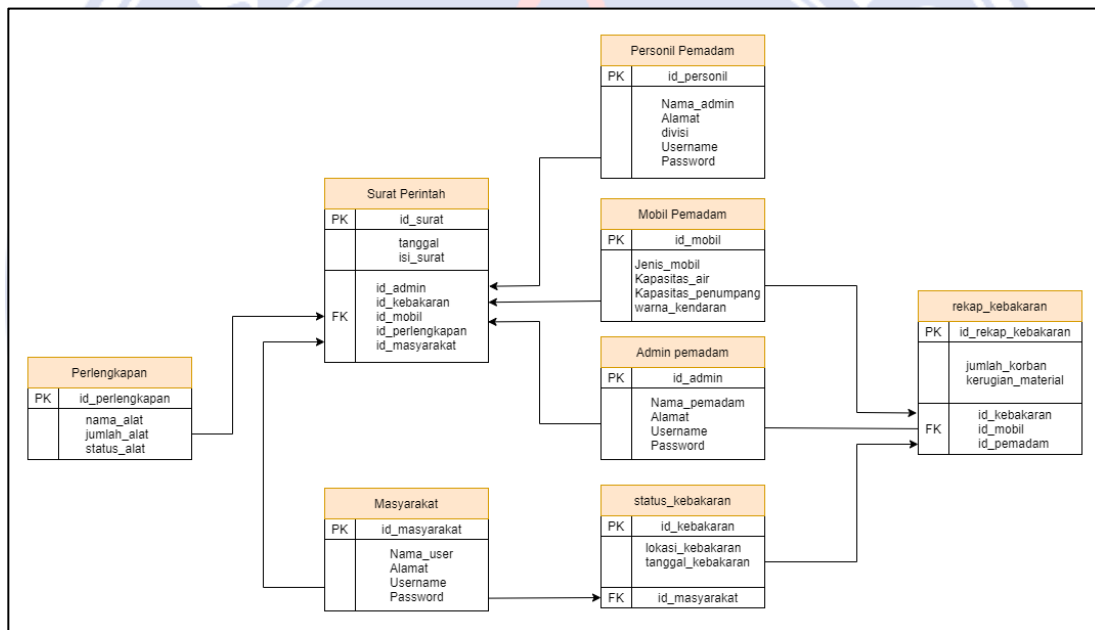 Personil Pemadam
PK
id_personil
Nama_admin
Alamat
divisi
Username
Password
Surat Perintah
PK
id_surat
tanggal
isi_surat
FK
id_admin
id_kebakaran
id_mobil
id_perlengkapan
id_masyarakat
Mobil Pemadam
PK
id_mobil
Jenis_mobil
Kapasitas_air
Kapasitas_penumpang
warna_kendaran
rekap_kebakaran
PK
id_rekap_kebakaran
jumlah_korban
kerugian_material
FK
id_kebakaran
id_mobil
id_pemadam
Admin pemadam
PK
id_admin
Nama_pemadam
Alamat
Username
Password
Perlengkapan
PK
id_perlengkapan
nama_alat
jumlah_alat
status_alat
Masyarakat
PK
id_masyarakat
Nama_user
Alamat
Username
Password
status_kebakaran
PK
id_kebakaran
lokasi_kebakaran
tanggal_kebakaran
FK
id_masyarakat